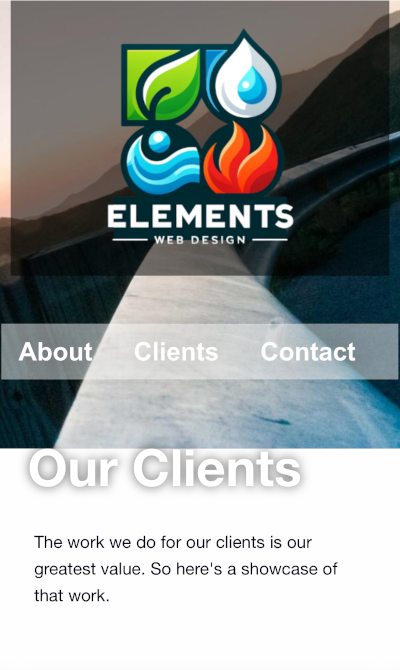 ELEMENTS
WEB DESIGN
About Clients Contact
Our Clients
The work we do for our clients is our
greatest value. So here's a showcase of
that work.